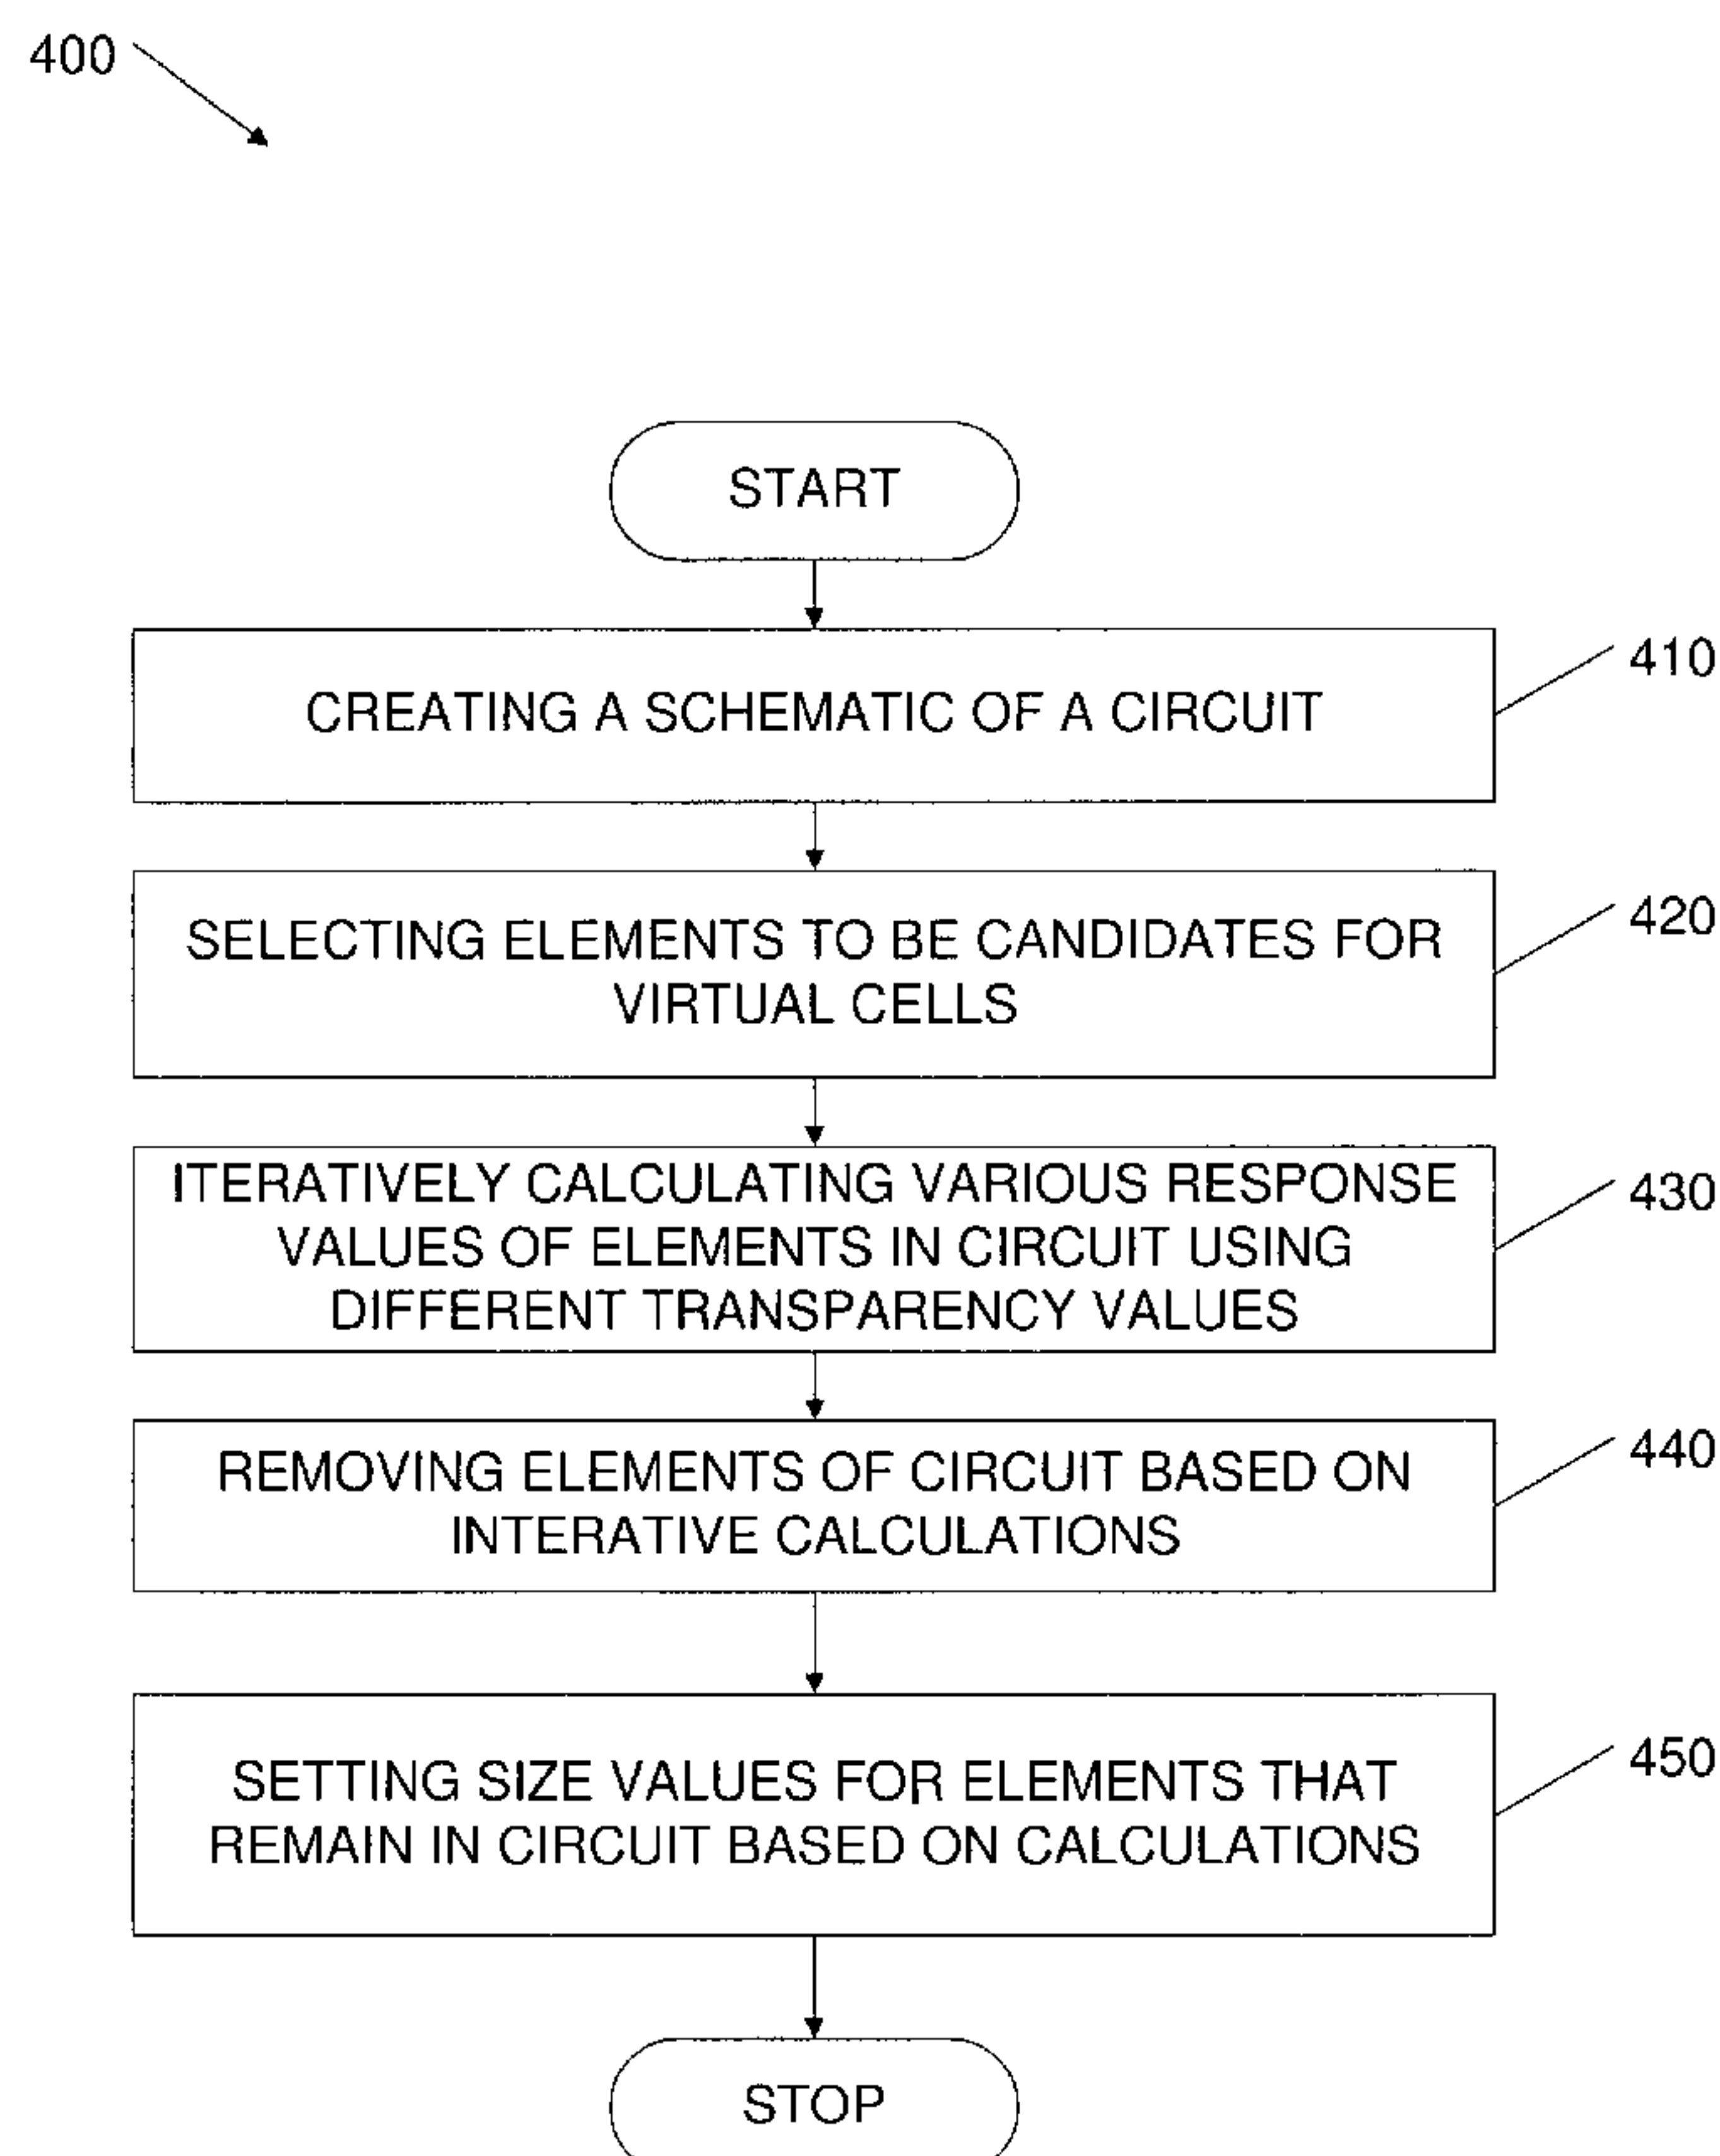 400
START
CREATING A SCHEMATIC OF A CIRCUIT
410
SELECTING ELEMENTS TO BE CANDIDATES FOR
VIRTUAL CELLS
420
ITERATIVELY CALCULATING VARIOUS RESPONSE
VALUES OF ELEMENTS IN CIRCUIT USING
DIFFERENT TRANSPARENCY VALUES
430
REMOVING ELEMENTS OF CIRCUIT BASED ON
INTERATIVE CALCULATIONS
440
SETTING SIZE VALUES FOR ELEMENTS THAT
REMAIN IN CIRCUIT BASED ON CALCULATIONS
450
STOP